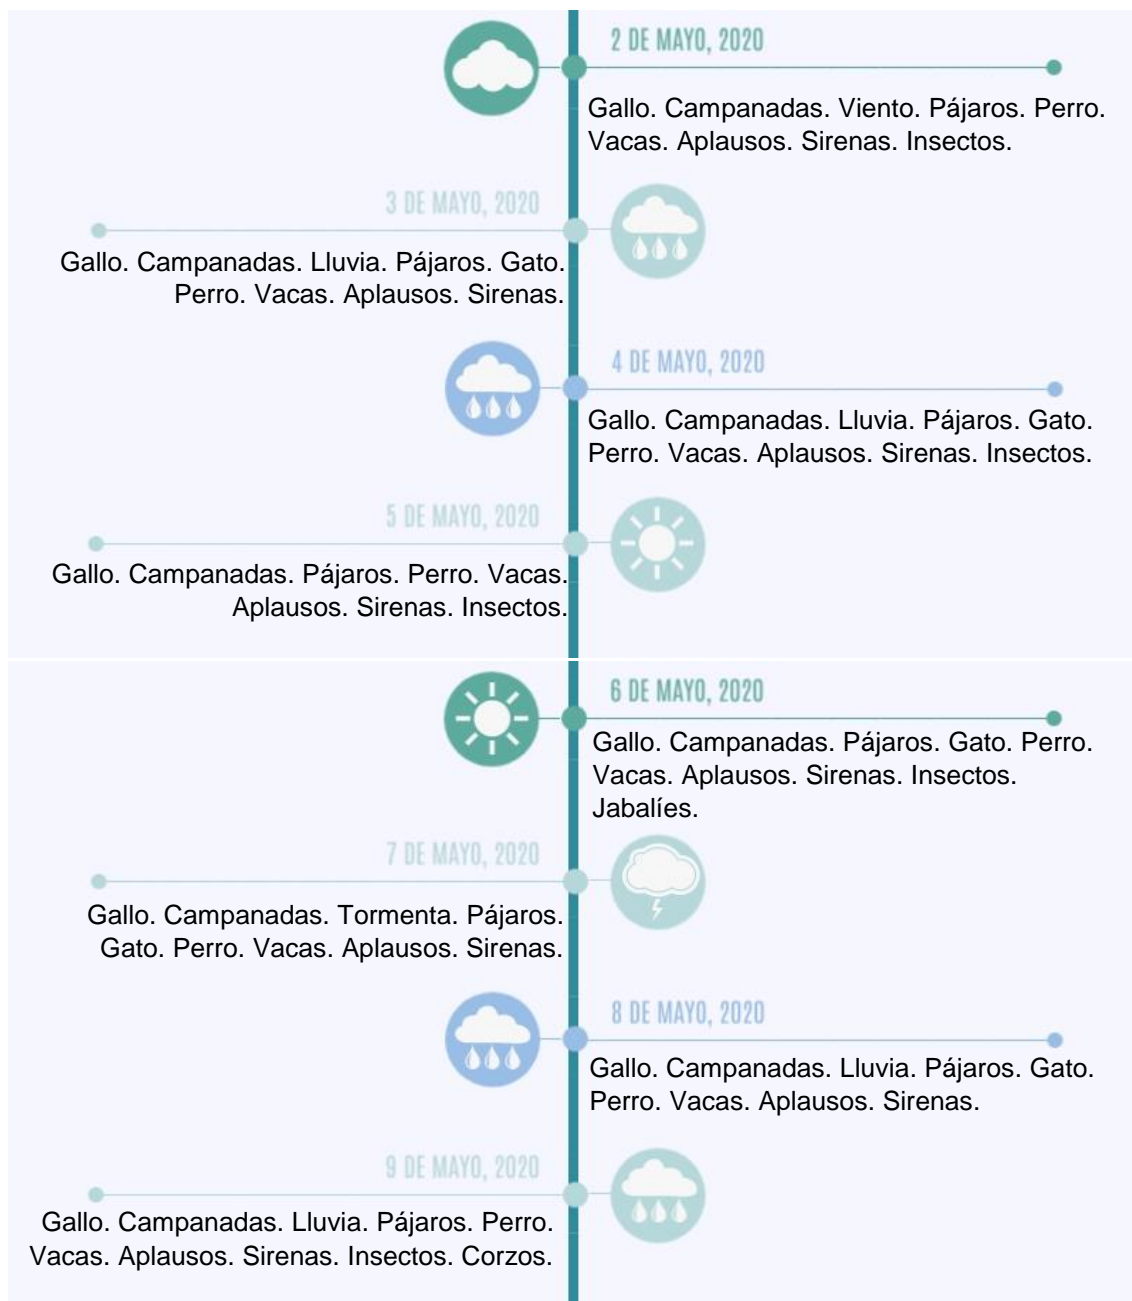 2 DE MAYO, 2020
Gallo. Campanadas. Viento. Pájaros. Perro.
Vacas. Aplausos. Sirenas. Insectos.
3 DE MAYO, 2020
Gallo. Campanadas. Lluvia. Pájaros. Gato.
Perro. Vacas. Aplausos. Sirenas.
4 DE MAYO, 2020
Gallo. Campanadas. Lluvia. Pájaros. Gato.
Perro. Vacas. Aplausos. Sirenas. Insectos.
5 DE MAYO, 2020
Gallo. Campanadas. Pájaros. Perro. Vacas.
Aplausos. Sirenas. Insectos.
6 DE MAYO, 2020
Gallo. Campanadas. Pájaros. Gato. Perro.
Vacas. Aplausos. Sirenas. Insectos.
Jabalíes.
7 DE MAYO, 2020
Gallo. Campanadas. Tormenta. Pájaros.
Gato. Perro. Vacas. Aplausos. Sirenas.
8 DE MAYO, 2020
Gallo. Campanadas. Lluvia. Pájaros. Gato.
Perro. Vacas. Aplausos. Sirenas.
9 DE MAYO, 2020
Gallo. Campanadas. Lluvia. Pájaros. Perro.
Vacas. Aplausos. Sirenas. Insectos. Corzos.